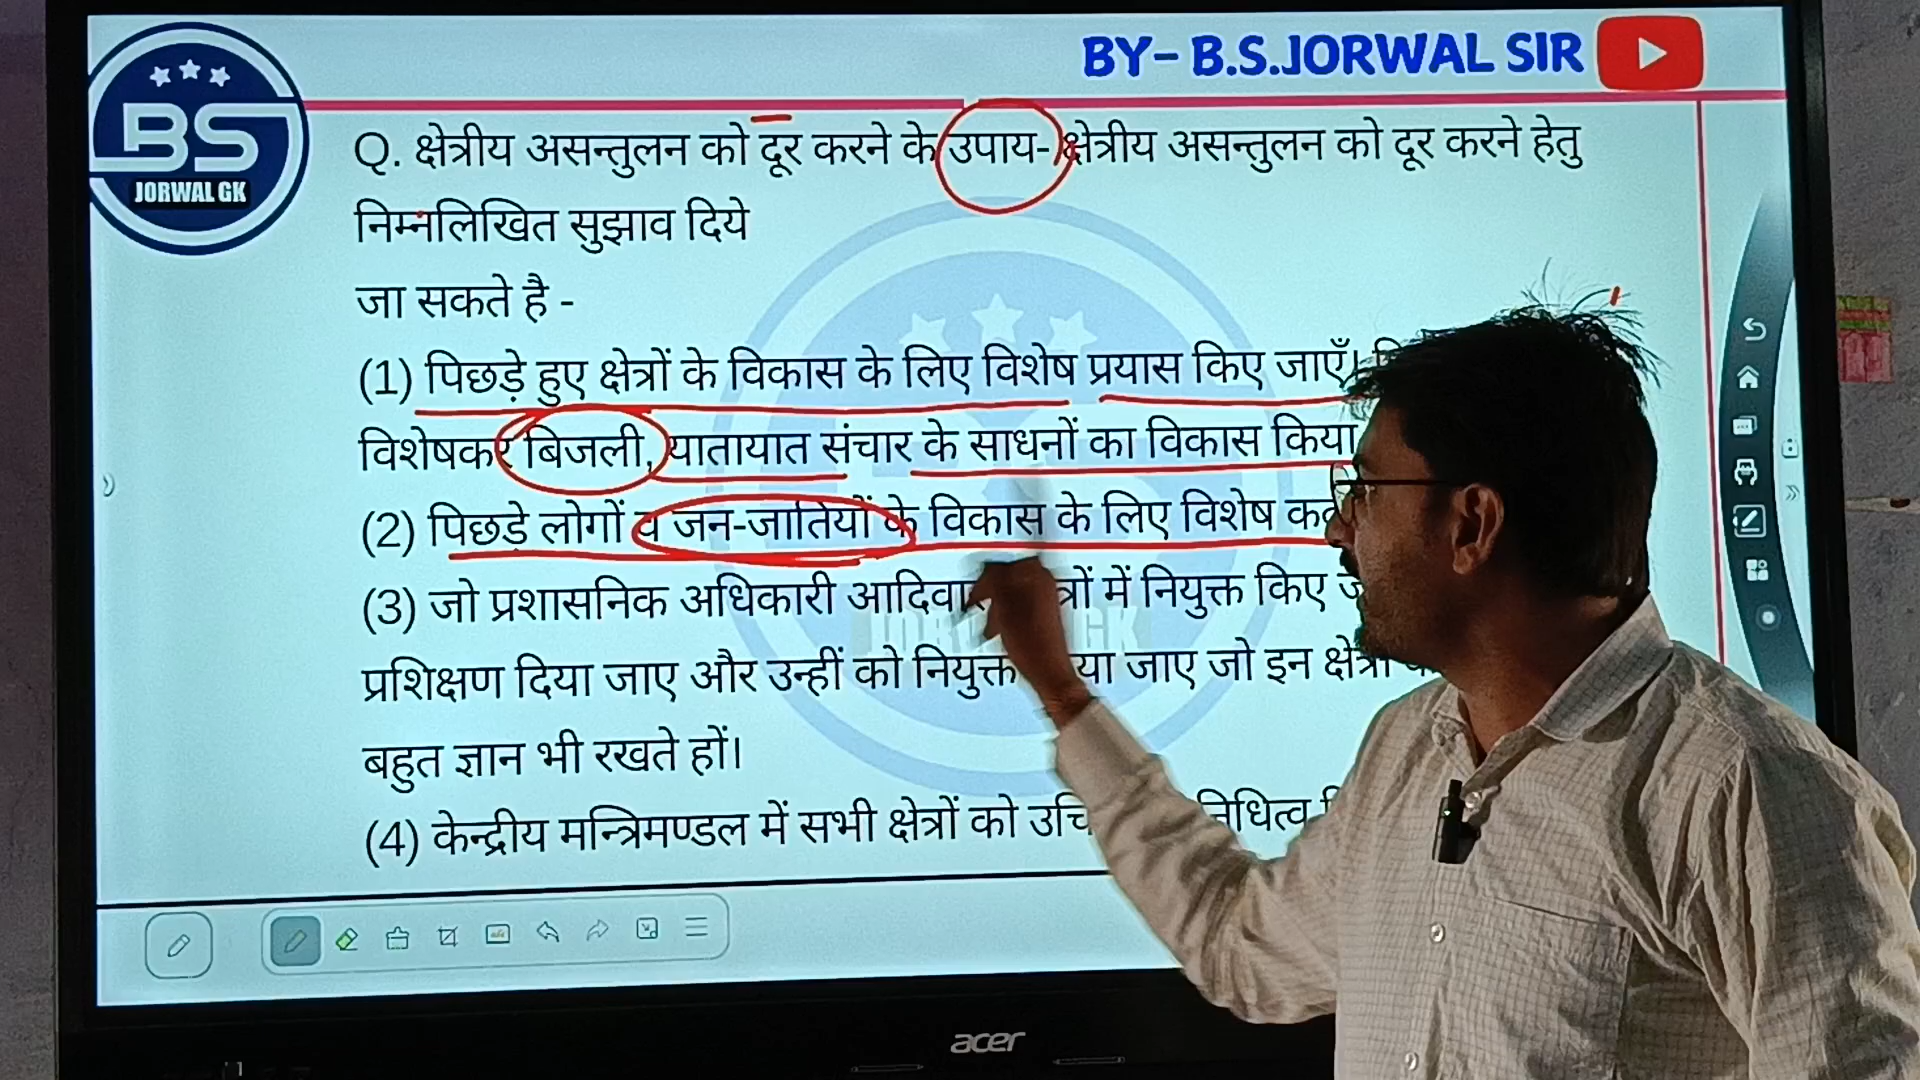 BY- B.S.JORWAL SIR
BS
JORWAL GK
Q. क्षेत्रीय असन्तुलन को दूर करने के उपाय- क्षेत्रीय असन्तुलन को दूर करने हेतु
निम्नलिखित सुझाव दिये
जा सकते है -
(1) पिछड़े हुए क्षेत्रों के विकास के लिए विशेष प्रयास किए जाएँ।
विशेषकर बिजली, यातायात संचार के साधनों का विकास किया
(2) पिछड़े लोगों व जन-जातियों के विकास के लिए विशेष
(3) जो प्रशासनिक अधिकारी में नियुक्त किए
प्रशिक्षण दिया जाए और उन्हीं को नियुक्त जाए जो इन
बहुत ज्ञान भी रखते हों।
(4) केन्द्रीय मन्त्रिमण्डल में सभी क्षेत्रों को
acer